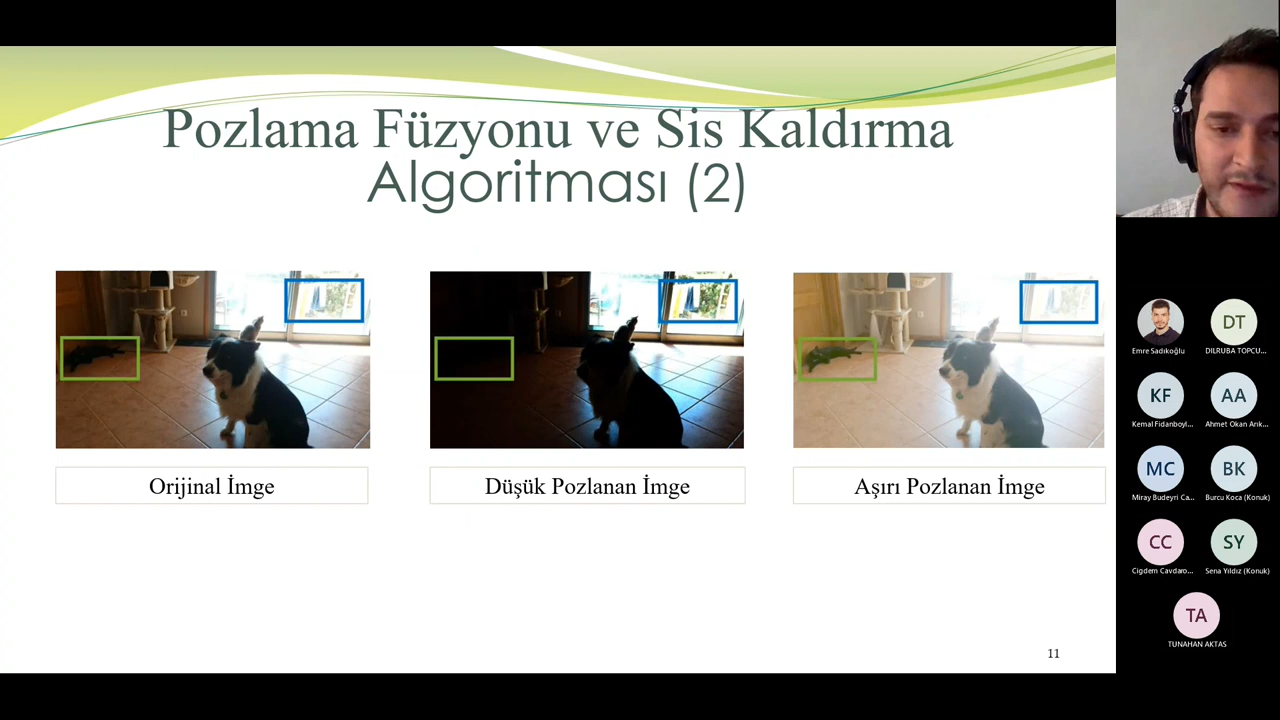 Pozlama Füzyonu ve Sis Kaldırma
Algoritması (2)
Orijinal İmge
Düşük Pozlanan İmge
Aşırı Pozlanan İmge
11
Emre Sadıkoğlu
DT
DILRUBA TOPCU...
KF
Kemal Fidanboyl...
AA
Ahmet Okan Arık...
MC
Miray Budeyri Ca...
BK
Burcu Koca (Konuk)
CC
Cigdem Cavdaro...
SY
Sena Yıldız (Konuk)
TA
TUNAHAN AKTAS